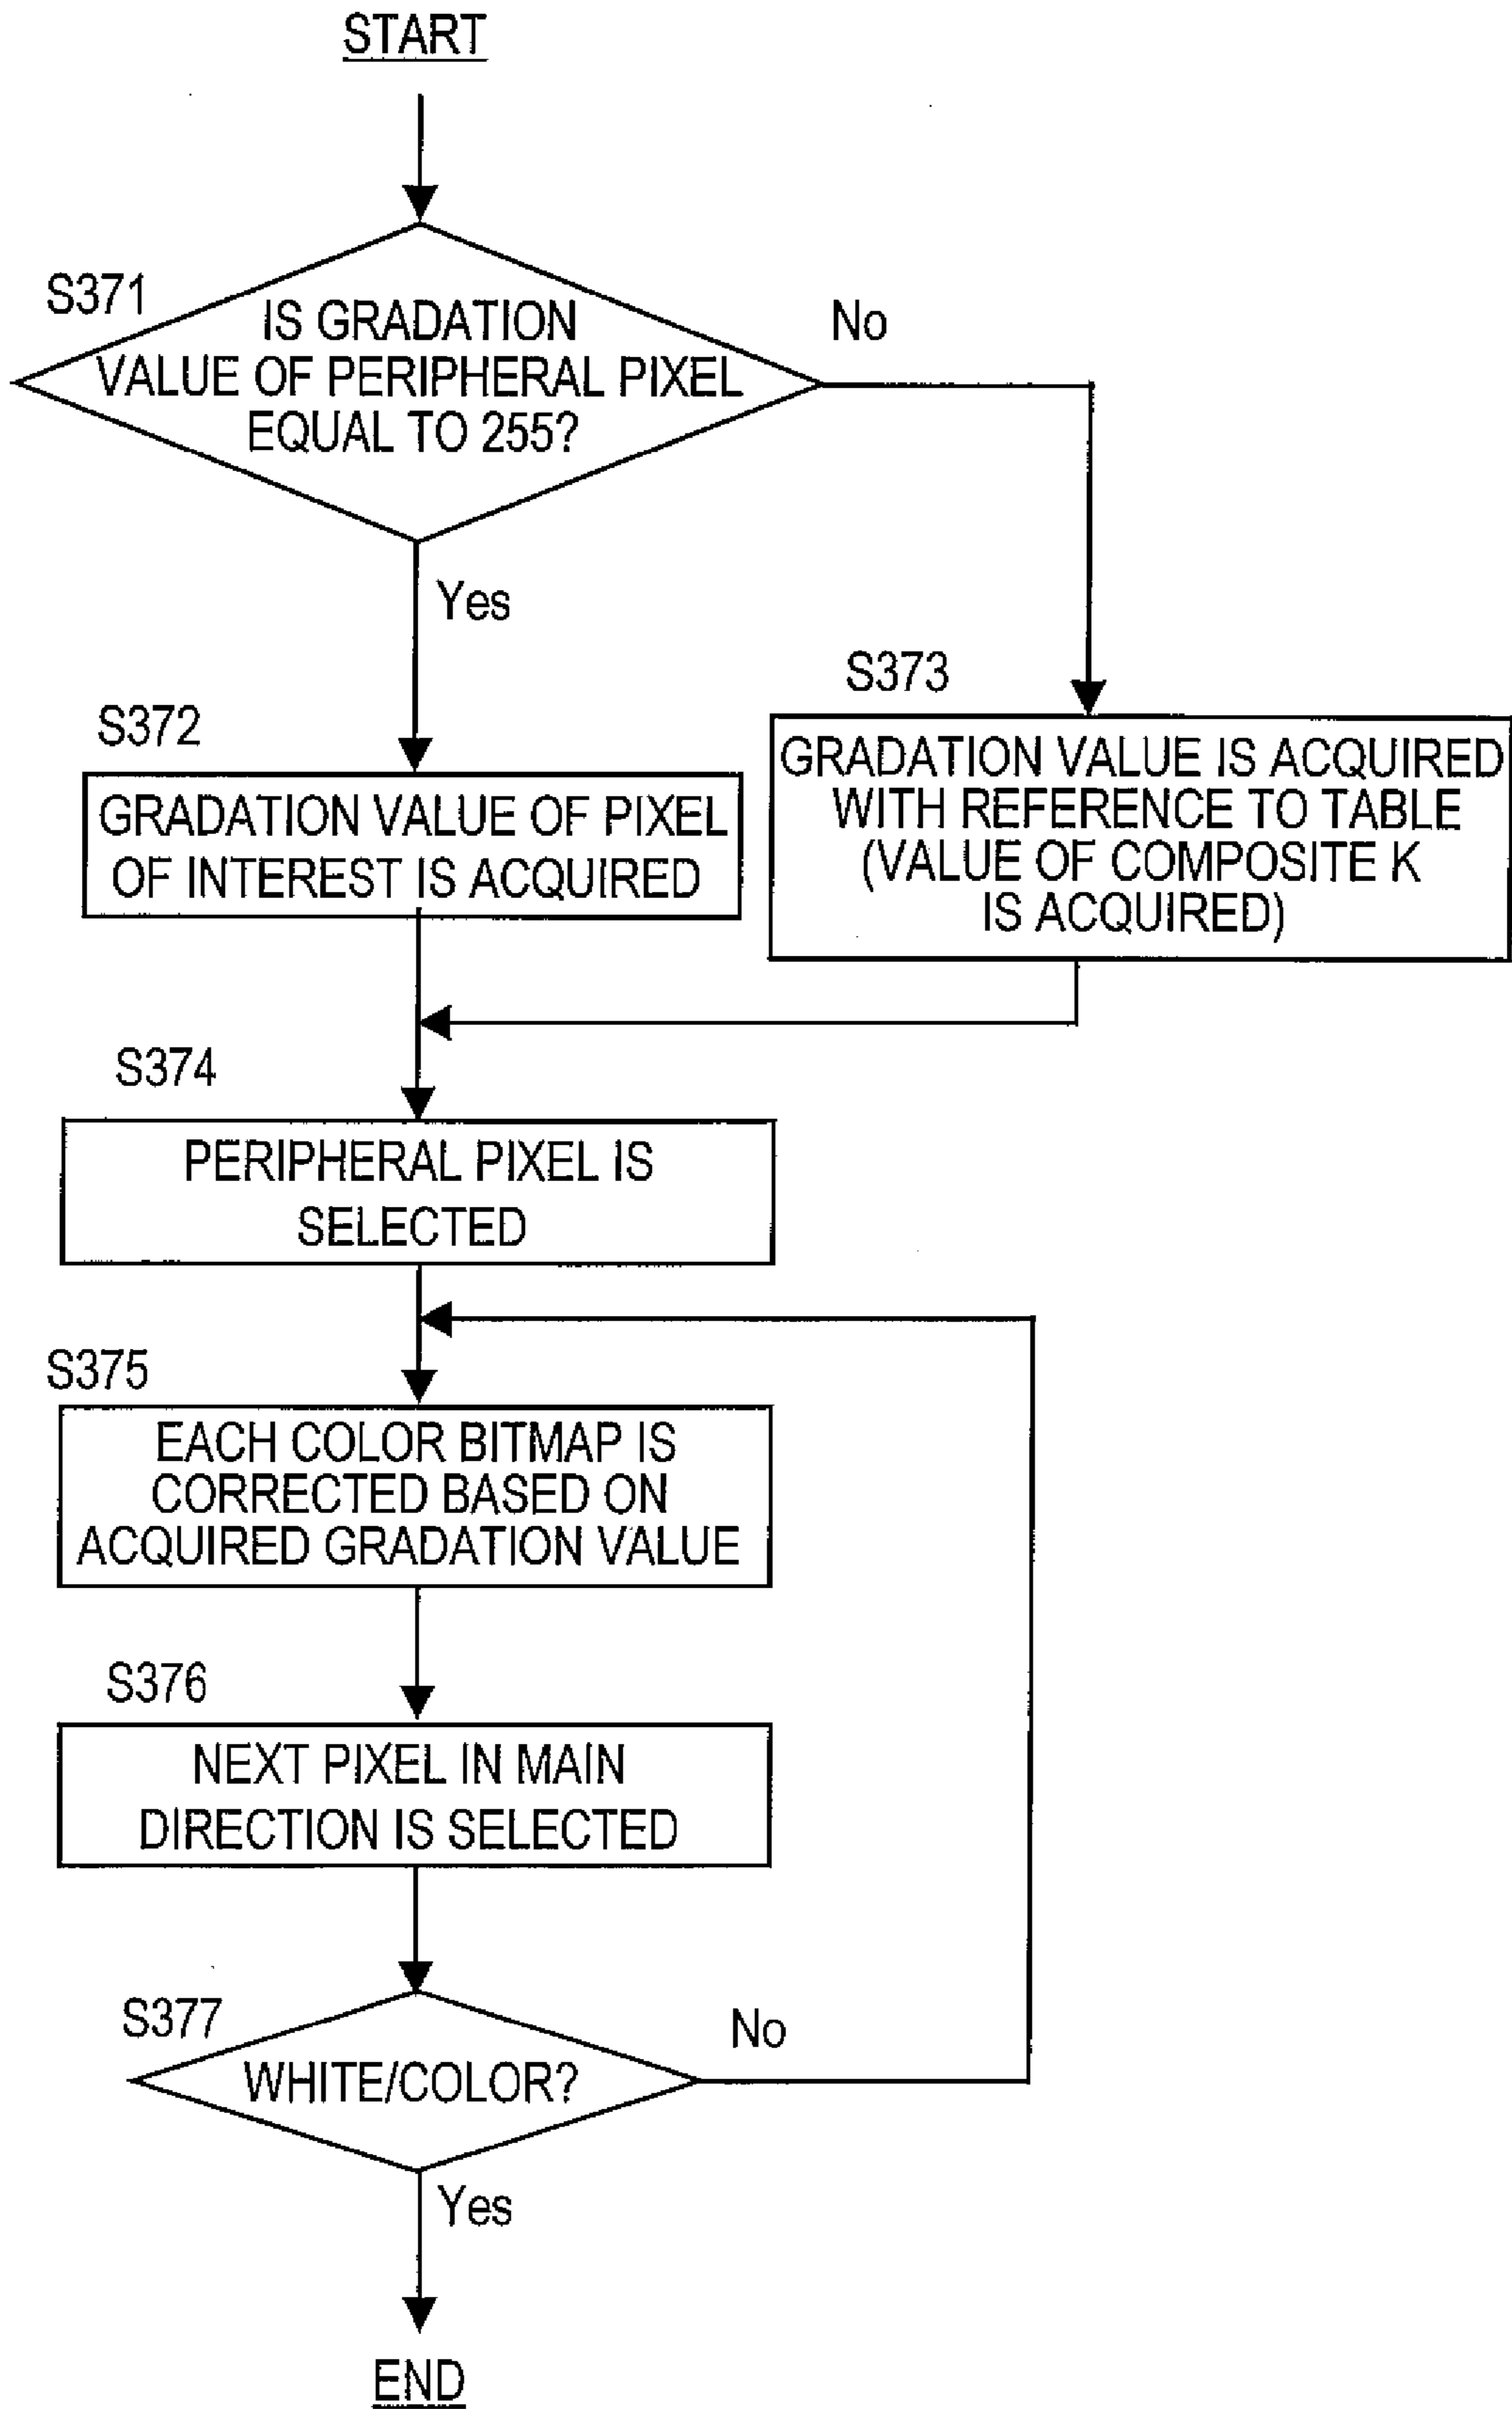 START
S371
IS GRADATION
VALUE OF PERIPHERAL PIXEL
EQUAL TO 255?
No
Yes
S373
GRADATION VALUE IS ACQUIRED
WITH REFERENCE TO TABLE
(VALUE OF COMPOSITE K
IS ACQUIRED)
S372
GRADATION VALUE OF PIXEL
OF INTEREST IS ACQUIRED
S374
PERIPHERAL PIXEL IS
SELECTED
S375
EACH COLOR BITMAP IS
CORRECTED BASED ON
ACQUIRED GRADATION VALUE
S376
NEXT PIXEL IN MAIN
DIRECTION IS SELECTED
S377
WHITE/COLOR?
No
Yes
END